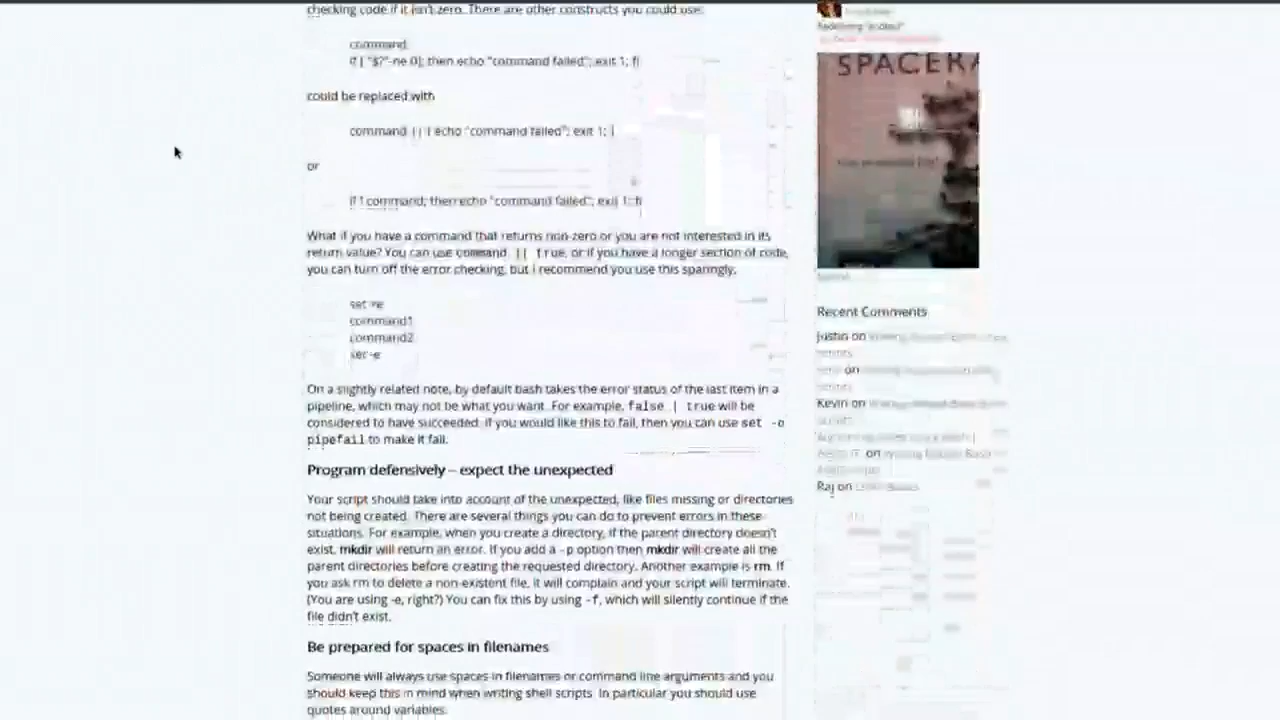 checking code if it isn't zero. There are other constructs you could use:
command
if [ "$?"-ne 0]; then echo "command failed"; exit 1; fi
could be replaced with
command || { echo "command failed"; exit 1; }
or
if ! command; then echo "command failed"; exit 1; fi
What if you have a command that returns non-zero or you are not interested in its
return value? You can use command || true, or if you have a longer section of code,
you can turn off the error checking, but I recommend you use this sparingly.
set +e
command1
command2
set -e
On a slightly related note, by default bash takes the error status of the last item in a
pipeline, which may not be what you want. For example, false | true will be
considered to have succeeded. If you would like this to fail, then you can use set -o
pipefail to make it fail.
Program defensively – expect the unexpected
Your script should take into account of the unexpected, like files missing or directories
not being created. There are several things you can do to prevent errors in these
situations. For example, when you create a directory, if the parent directory doesn't
exist, mkdir will return an error. If you add a -p option then mkdir will create all the
parent directories before creating the requested directory. Another example is rm. If
you ask rm to delete a non-existent file, it will complain and your script will terminate.
(You are using -e, right?) You can fix this by using -f, which will silently continue if the
file didn't exist.
Be prepared for spaces in filenames
Someone will always use spaces in filenames or command line arguments and you
should keep this in mind when writing shell scripts. In particular you should use
quotes around variables.
Recent Comments
Justin on
on
Kevin on
on
Raj on